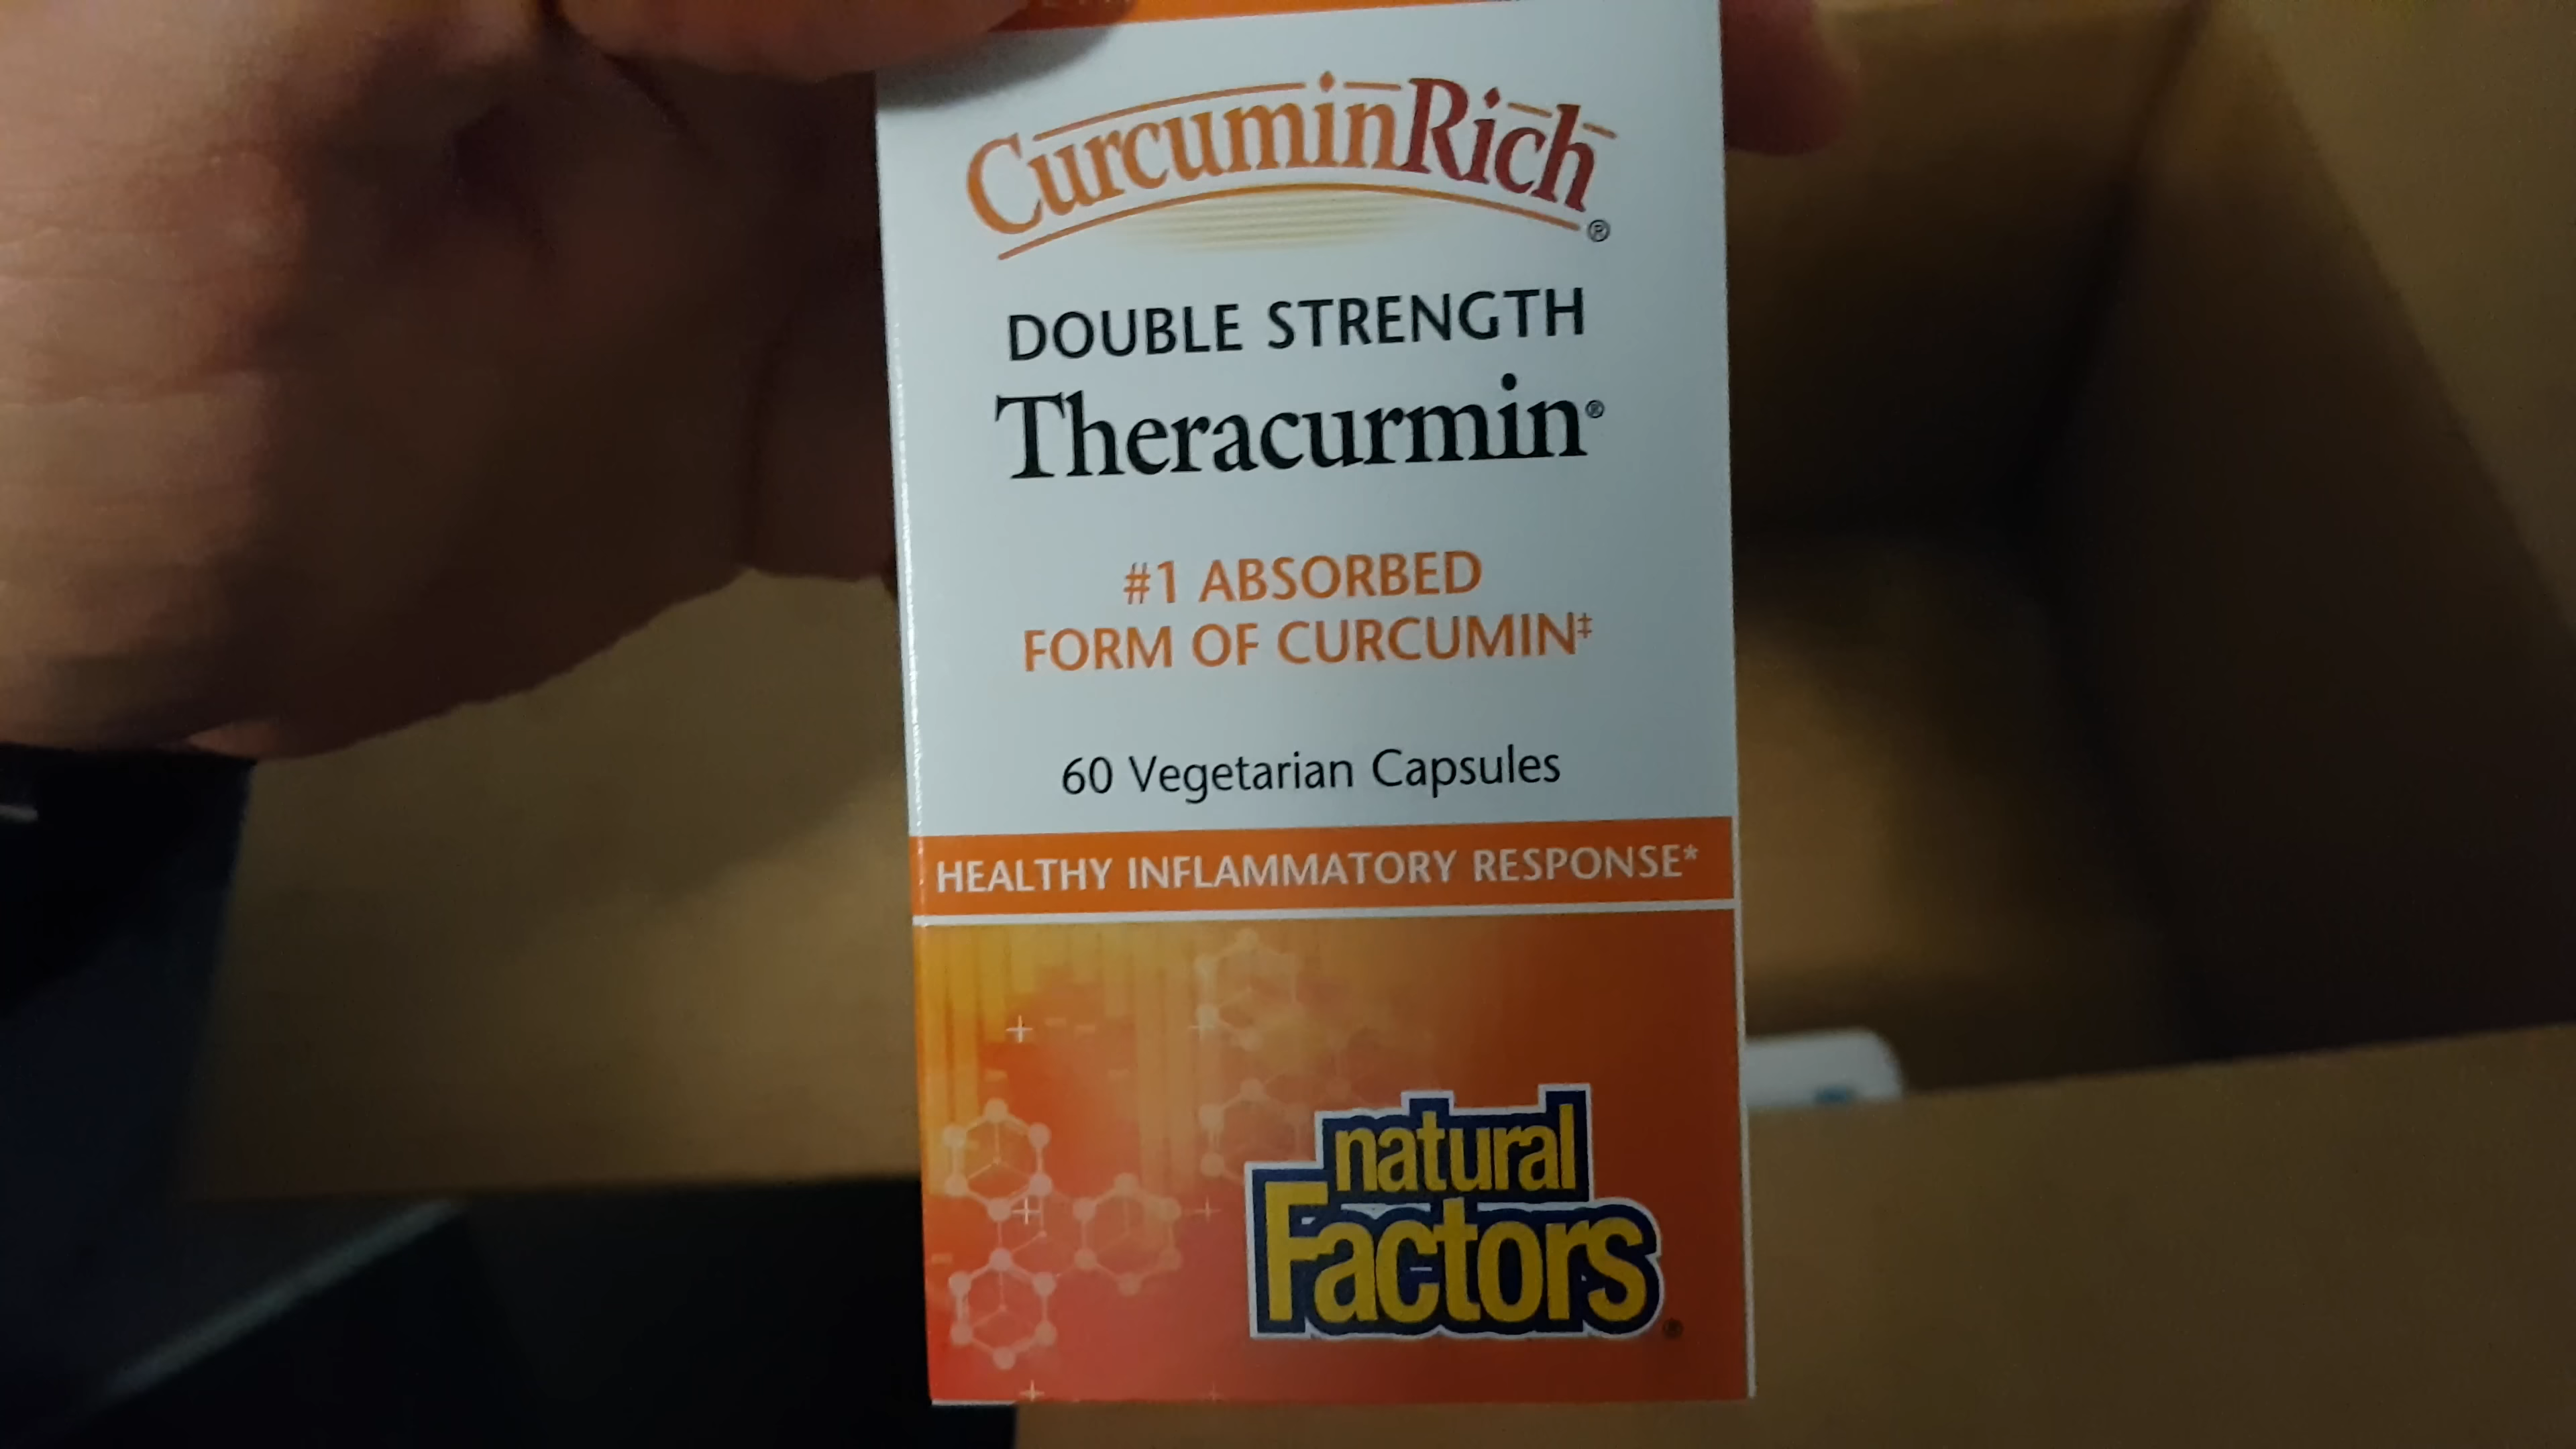 CurcuminRich®
DOUBLE STRENGTH
Theracurmin®
#1 ABSORBED
FORM OF CURCUMIN‡
60 Vegetarian Capsules
HEALTHY INFLAMMATORY RESPONSE*
natural
Factors®